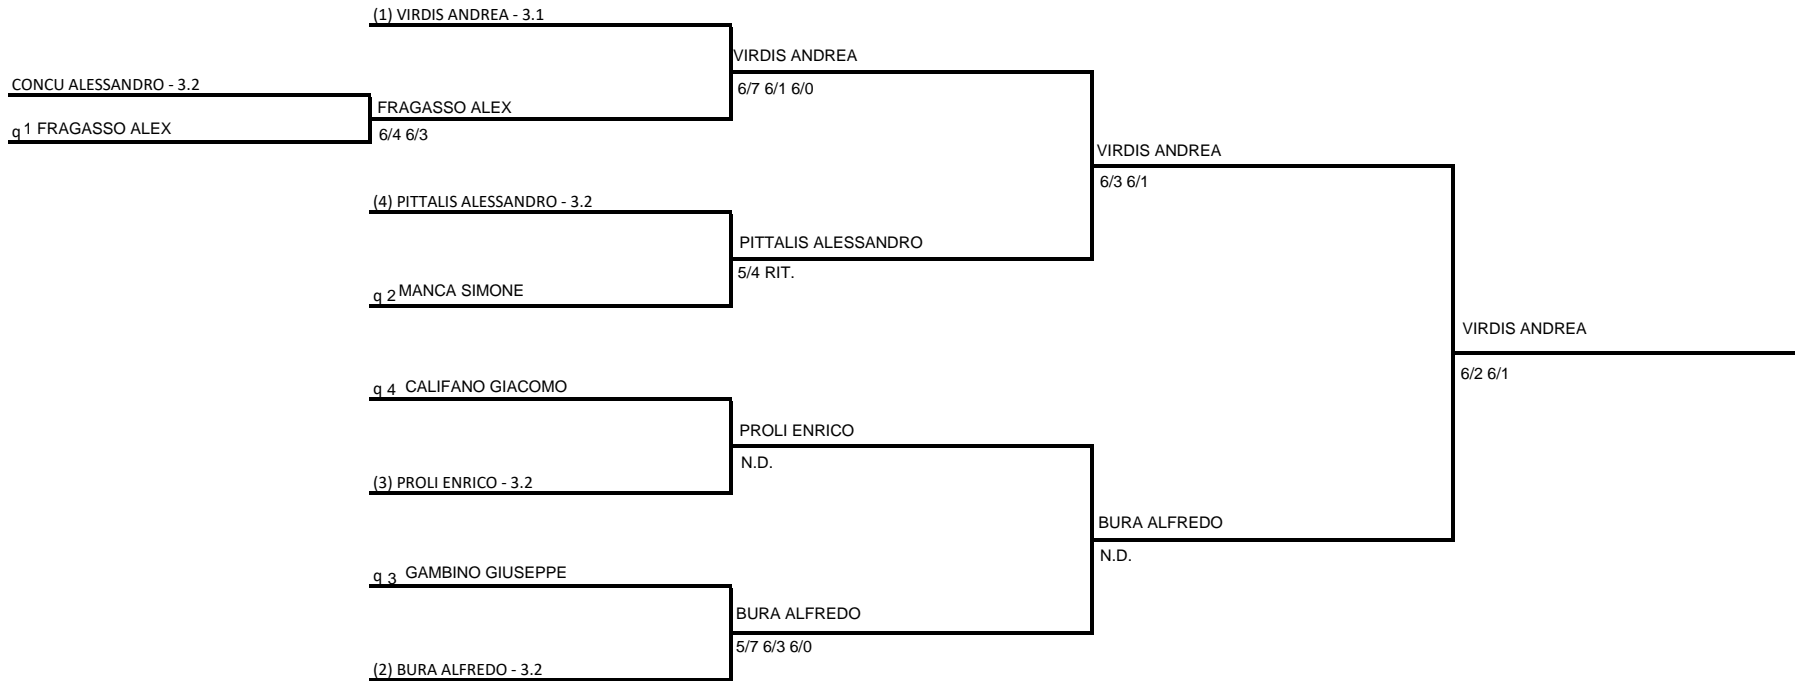 (1) VIRDIS ANDREA - 3.1
VIRDIS ANDREA
CONCU ALESSANDRO - 3.2
6/7 6/1 6/0
FRAGASSO ALEX
q 1 FRAGASSO ALEX
6/4 6/3
VIRDIS ANDREA
6/3 6/1
(4) PITTALIS ALESSANDRO - 3.2
PITTALIS ALESSANDRO
5/4 RIT.
q 2 MANCA SIMONE
VIRDIS ANDREA
6/2 6/1
q 4 CALIFANO GIACOMO
PROLI ENRICO
N.D.
(3) PROLI ENRICO - 3.2
BURA ALFREDO
N.D.
q 3 GAMBINO GIUSEPPE
BURA ALFREDO
5/7 6/3 6/0
(2) BURA ALFREDO - 3.2